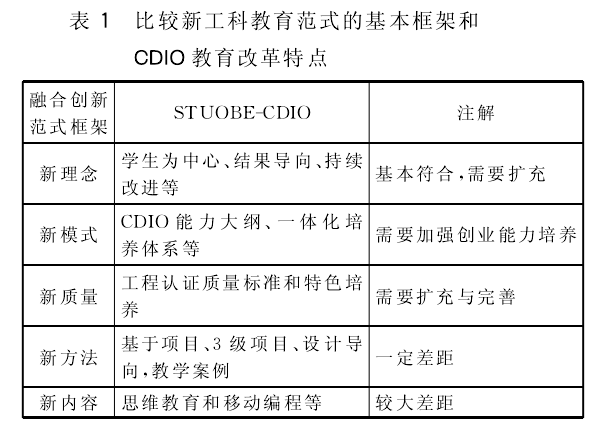 表 1 比较新工科教育范式的基本框架和
CDIO 教育改革特点
融合创新
范式框架
STUOBE-CDIO
注解
新理念
学生为中心、结果导向、持续
改进等
基本符合,需要扩充
新模式
CDIO 能力大纲、一体化培
养体系等
需要加强创业能力培养
新质量
工程认证质量标准和特色培
养
需要扩充与完善
新方法
基于项目、3 级项目、设计导
向,教学案例
一定差距
新内容
思维教育和移动编程等
较大差距